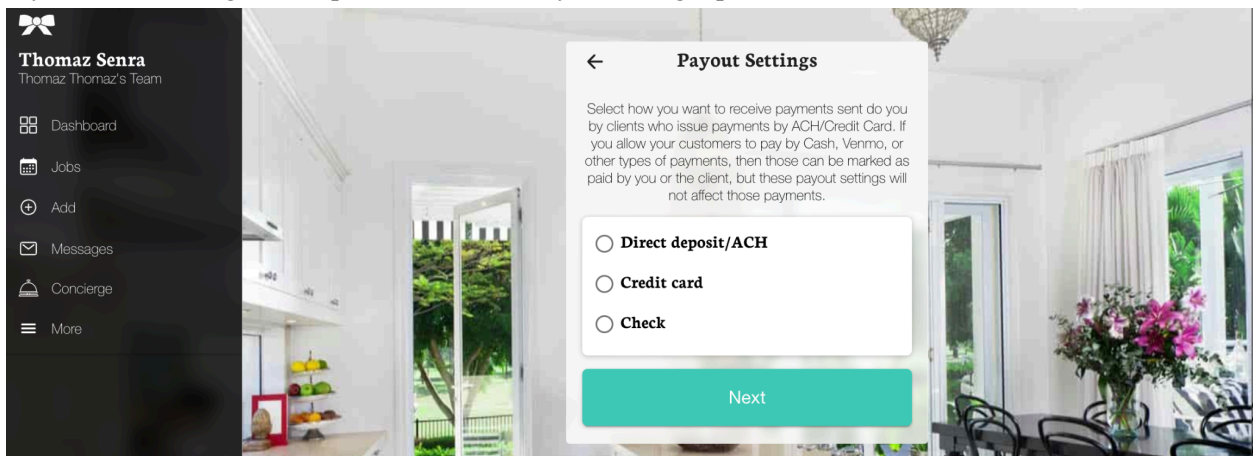 Thomaz Senra
Thomaz Thomaz's Team
Dashboard
Jobs
Add
Messages
Concierge
More
Payout Settings
Select how you want to receive payments sent do you
by clients who issue payments by ACH/Credit Card. If
you allow your customers to pay by Cash, Venmo, or
other types of payments, then those can be marked as
paid by you or the client, but these payout settings will
not affect those payments.
Direct deposit/ACH
Credit card
Check
Next